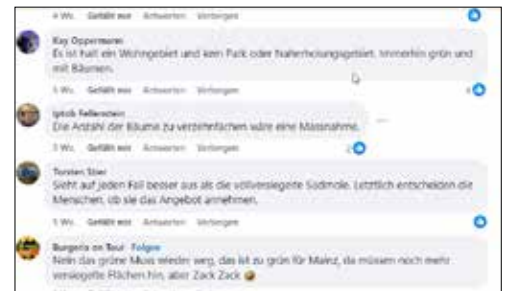 4 Wo. Gefällt mir Antworten Verbergen
Kay Oppermann
Es ist halt ein Wohngebiet und kein Park oder Naherholungsgebiet. Immerhin grün und
mit Bäumen.
5 Wo. Gefällt mir Antworten Verbergen
Fellenstein
Die Anzahl der Bäume zu verzehnfachen wäre eine Massnahme.
5 Wo. Gefällt mir Antworten Verbergen
Torsten Stier
Sieht auf jeden Fall besser aus als die vollversiegelte Südmole. Letztlich entscheiden die
Menschen, ob sie das Angebot annehmen.
5 Wo. Gefällt mir Antworten Verbergen
Burgeria on Tour Folgen
Nein das grüne Muss wieder weg, das ist zu grün für Mainz, da müssen noch mehr
versiegelte Flächen hin, aber Zack Zack